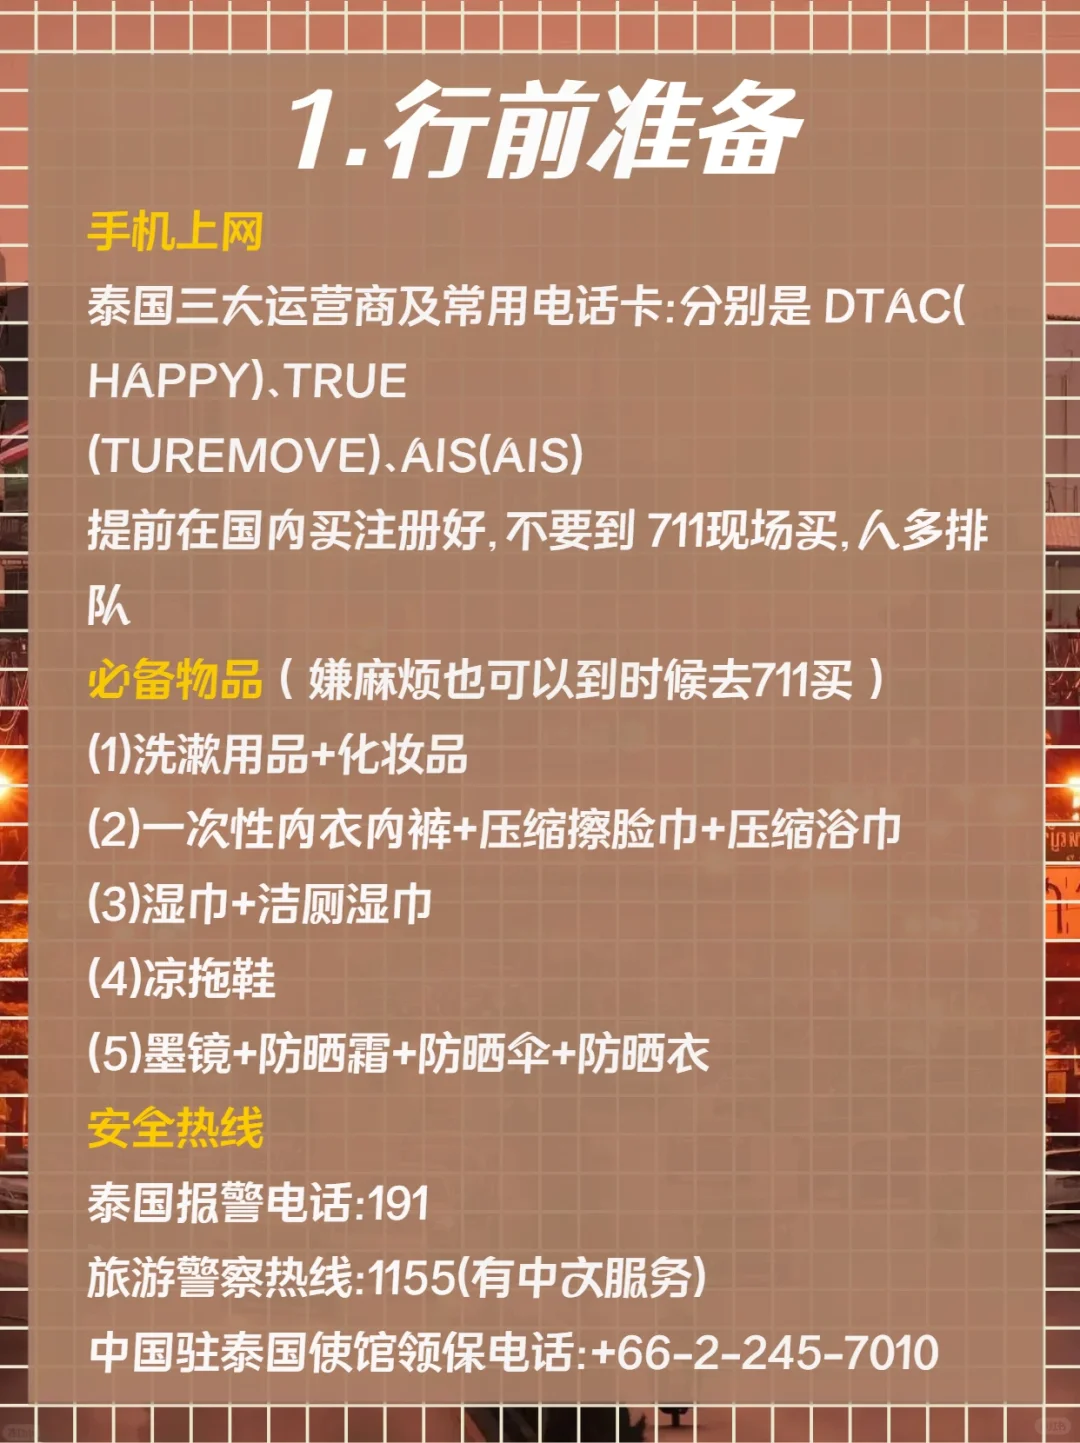 1.行前准备
手机上网
泰国三大运营商及常用电话卡:分别是 DTAC(
HAPPY)、TRUE
(TUREMOVE)、AIS(AIS)
提前在国内买注册好,不要到 711现场买,人多排
队
必备物品(嫌麻烦也可以到时候去711买)
(1)洗漱用品+化妆品
(2)一次性内衣内裤+压缩擦脸巾+压缩浴巾
(3)湿巾+洁厕湿巾
(4)凉拖鞋
(5)墨镜+防晒霜+防晒伞+防晒衣
安全热线
泰国报警电话:191
旅游警察热线:1155(有中文服务)
中国驻泰国使馆领保电话:+66-2-245-7010